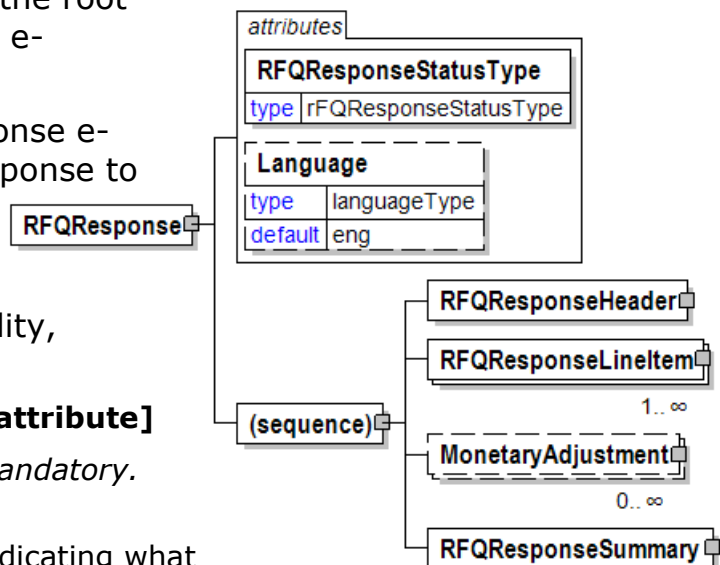 the root
e-
onse e-
ponse to
lity,
attribute]
andatory.
dicating what
attributes
RFQResponseStatusType
type rFQResponseStatusType
Language
type languageType
default eng
RFQResponse
RFQResponseHeader
RFQResponseLineItem
1.. ∞
(sequence)
MonetaryAdjustment
0.. ∞
RFQResponseSummary